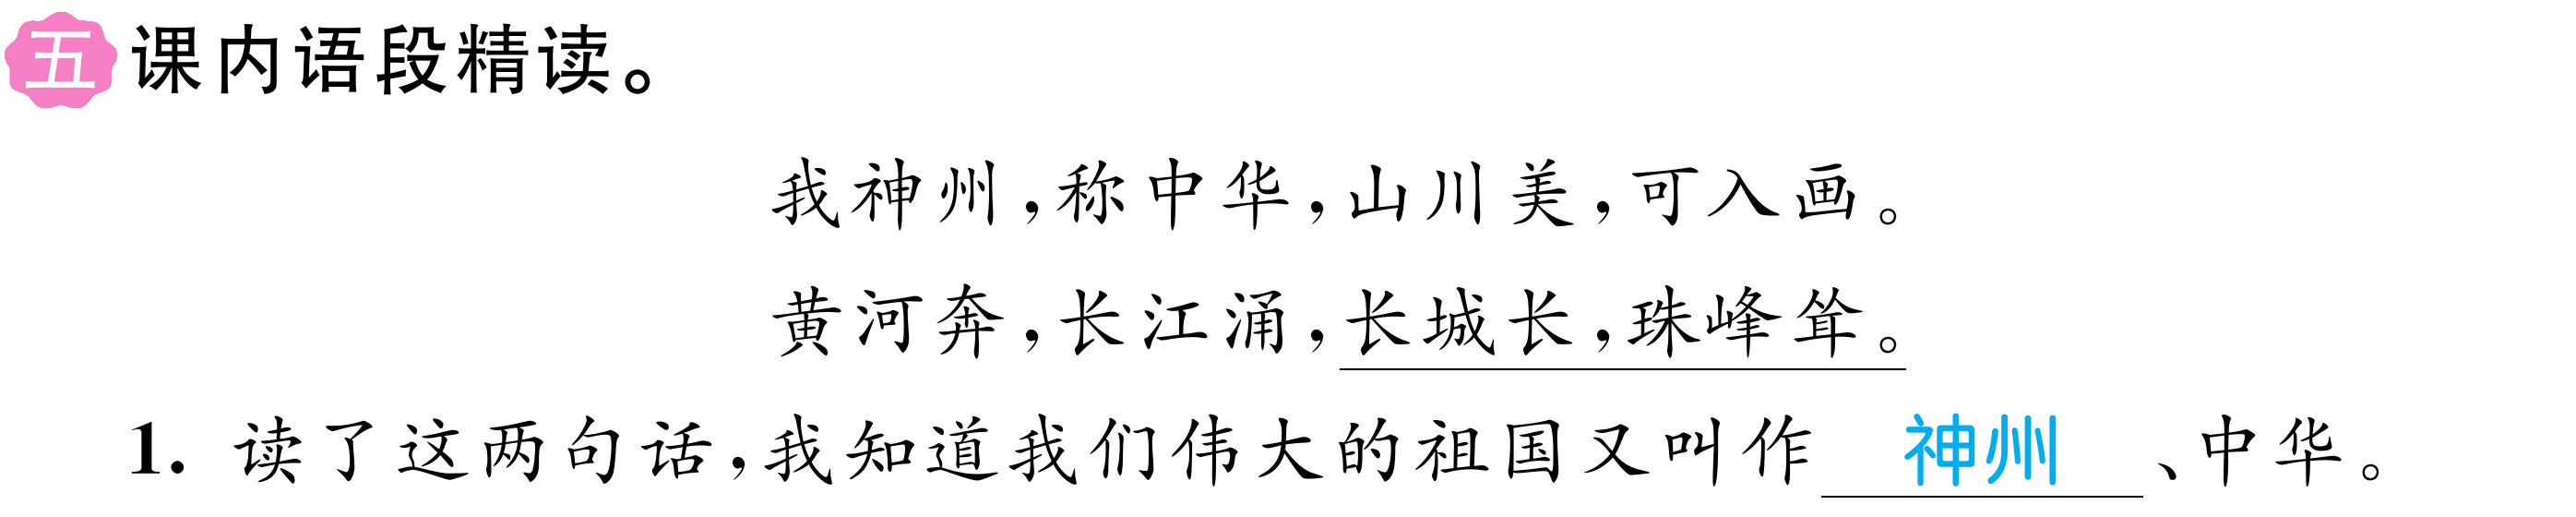 五 课内语段精读。
我神州,称中华,山川美,可入画。
黄河奔,长江涌,长城长,珠峰耸。
1. 读了这两句话,我知道我们伟大的祖国又叫作 神州 、中华。